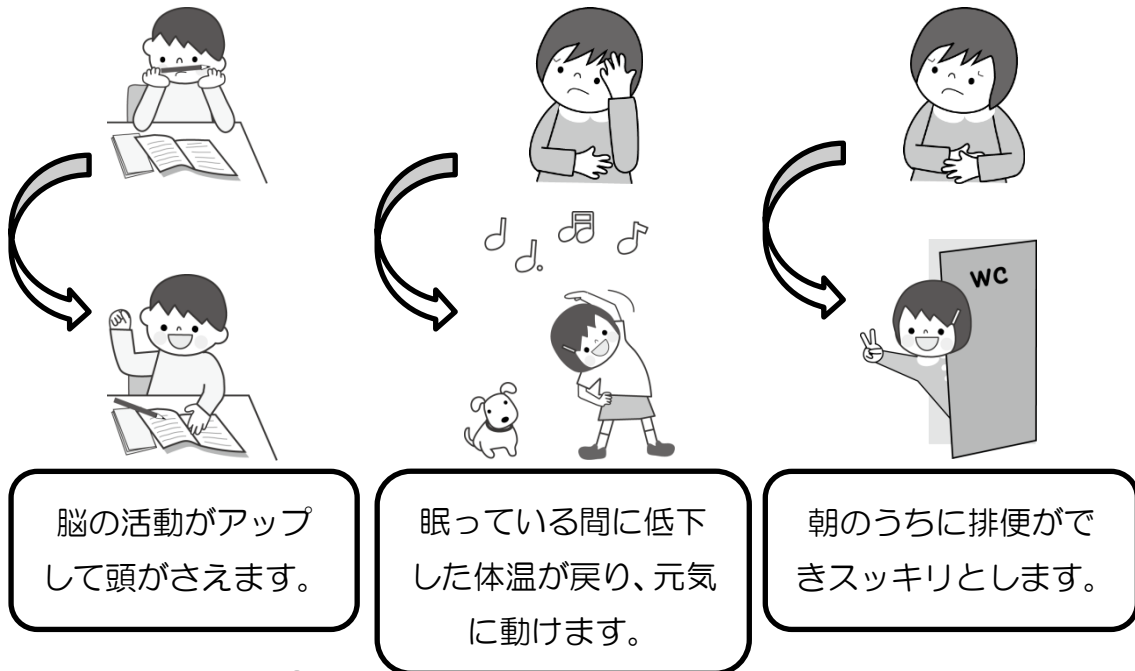 WC
脳の活動がアップ
して頭がさえます。
眠っている間に低下
した体温が戻り、元気
に動けます。
朝のうちに排便がで
きスッキリとします。